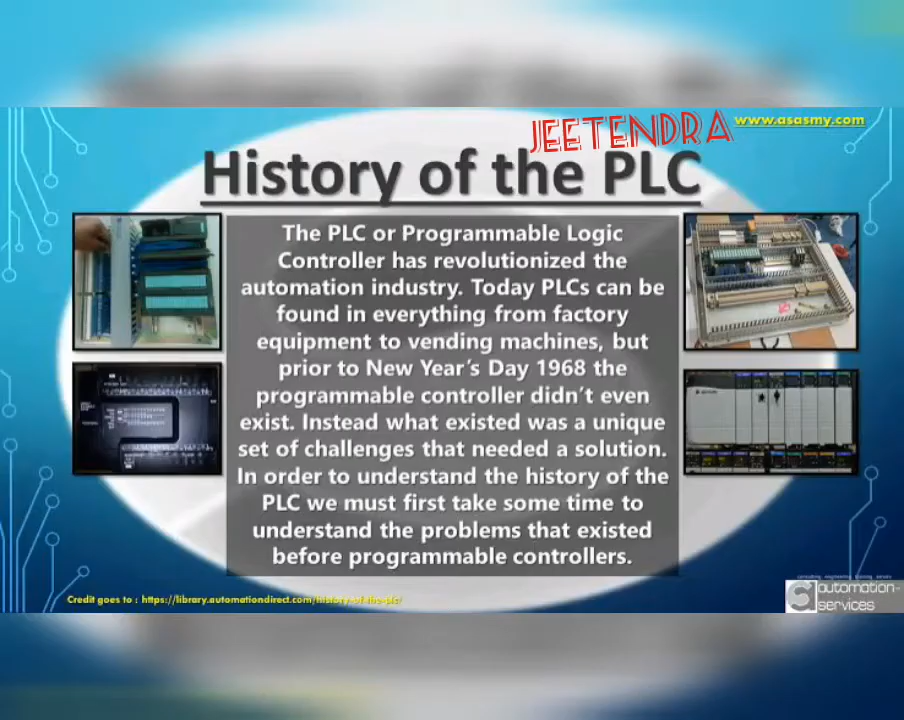 JEETENDRA
www.asasmy.com
History of the PLC
The PLC or Programmable Logic
Controller has revolutionized the
automation industry. Today PLCs can be
found in everything from factory
equipment to vending machines, but
prior to New Year's Day 1968 the
programmable controller didn't even
exist. Instead what existed was a unique
set of challenges that needed a solution.
In order to understand the history of the
PLC we must first take some time to
understand the problems that existed
before programmable controllers.
Credit goes to : https://library.automationdirect.com/history-of-the-plc/
consulting engineering training servies
automation-
services